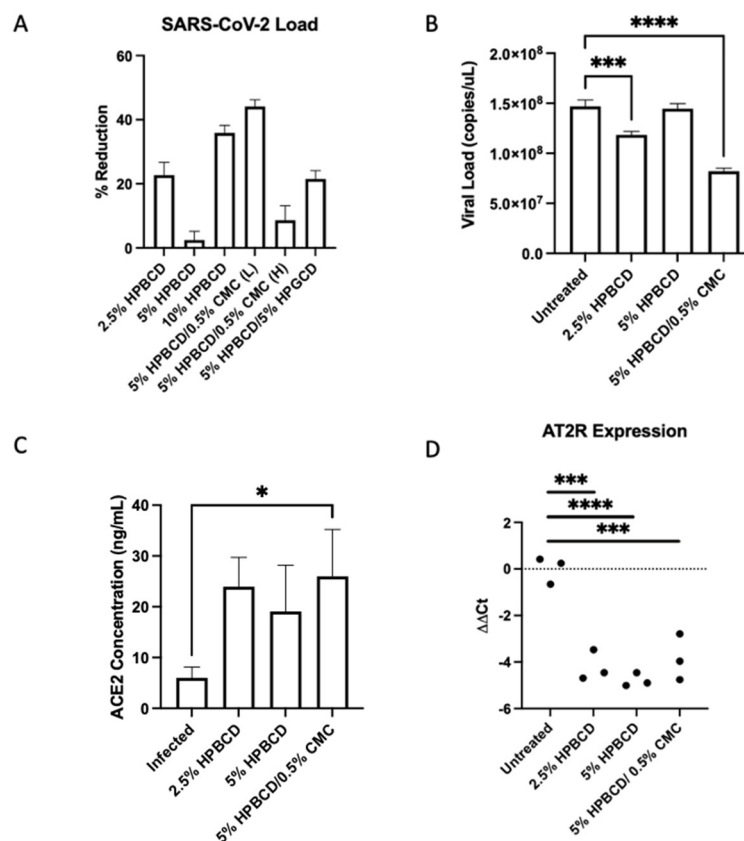 A
SARS-CoV-2 Load
% Reduction
60
40
20
0
2.5% HPBCD
5% HPBCD
10% HPBCD
5% HPBCD/0.5% CMC (L)
5% HPBCD/0.5% CMC (H)
5% HPBCD/5% HPGCD
B
Viral Load (copies/uL)
2.0×10⁸
1.5×10⁸
1.0×10⁸
5.0×10⁷
0.0
***
****
Untreated
2.5% HPBCD
5% HPBCD
5% HPBCD/0.5% CMC
C
ACE2 Concentration (ng/mL)
40
30
20
10
0
*
Infected
2.5% HPBCD
5% HPBCD
5% HPBCD/0.5% CMC
D
AT2R Expression
ΔΔCt
2
0
-2
-4
-6
***
****
***
Untreated
2.5% HPBCD
5% HPBCD
5% HPBCD/ 0.5% CMC